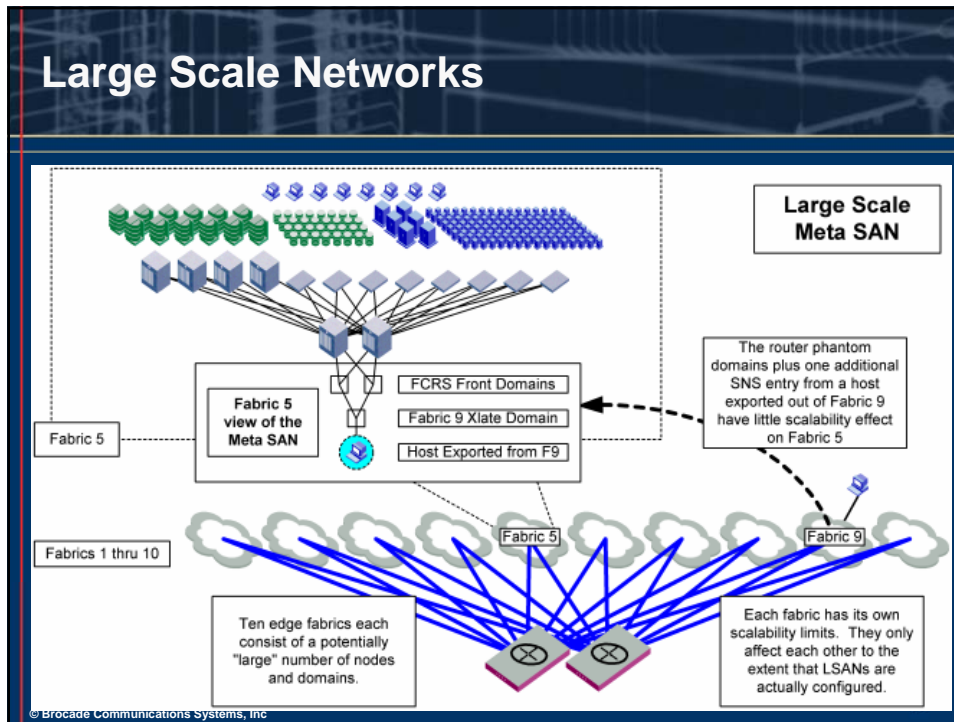 Large Scale Networks
Large Scale
Meta SAN
The router phantom
domains plus one additional
SNS entry from a host
exported out of Fabric 9
have little scalability effect
on Fabric 5
Fabric 5
Fabric 5
view of the
Meta SAN
FCRS Front Domains
Fabric 9 Xlate Domain
Host Exported from F9
Fabrics 1 thru 10
Fabric 5
Fabric 9
Ten edge fabrics each
consist of a potentially
"large" number of nodes
and domains.
Each fabric has its own
scalability limits. They only
affect each other to the
extent that LSANs are
actually configured.
© Brocade Communications Systems, Inc